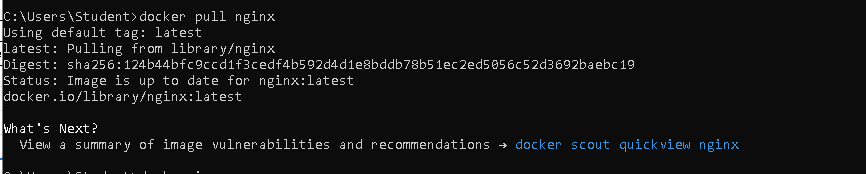 C:\Users\Student>docker pull nginx
Using default tag: latest
latest: Pulling from library/nginx
Digest: sha256:124b44bfc9ccd1f3cedf4b592d4d1e8bddb78b51ec2ed5056c52d3692baebc19
Status: Image is up to date for nginx:latest
docker.io/library/nginx:latest
What's Next?
View a summary of image vulnerabilities and recommendations → docker scout quickview nginx